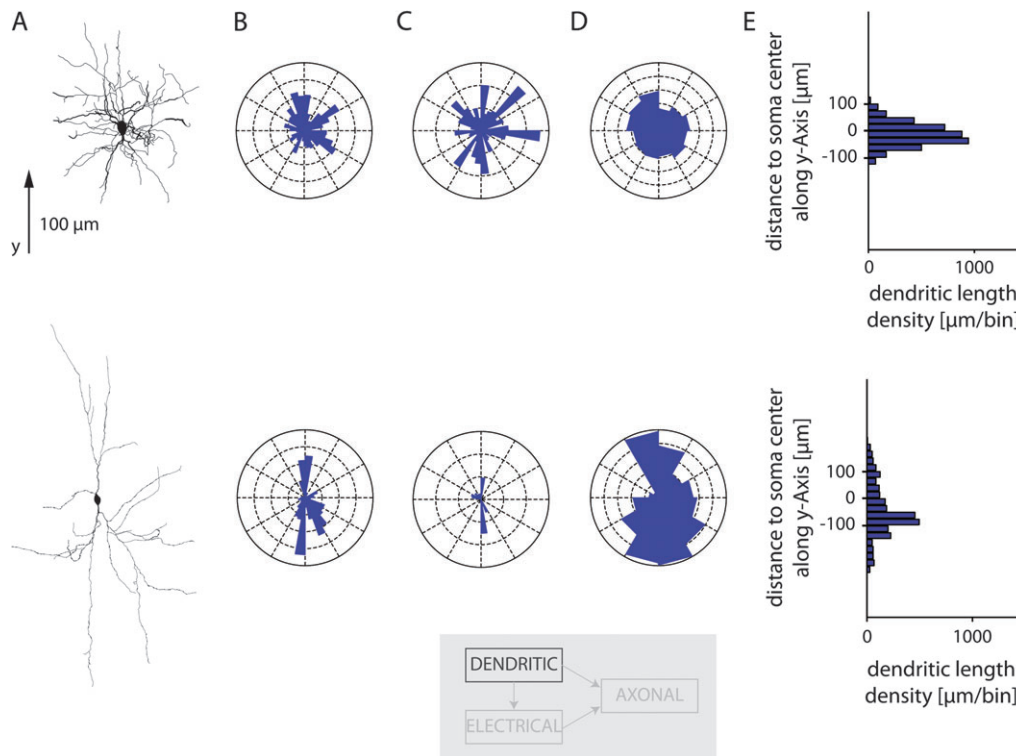 A
B
C
D
E
y
100 µm
distance to soma center
along y-Axis [µm]
100
0
-100
0
1000
dendritic length
density [µm/bin]
distance to soma center
along y-Axis [µm]
100
0
-100
0
1000
dendritic length
density [µm/bin]
DENDRITIC
AXONAL
ELECTRICAL